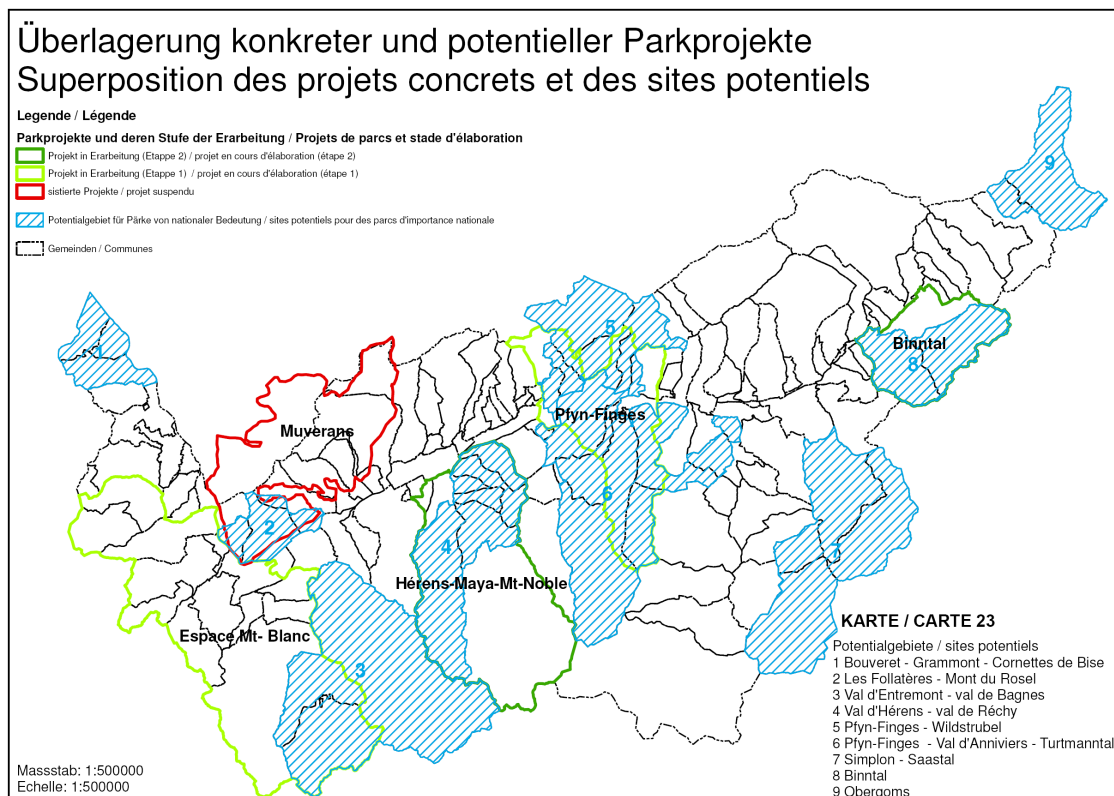 Überlagerung konkreter und potentieller Parkprojekte
Superposition des projets concrets et des sites potentiels
Legende / Légende
Parkprojekte und deren Stufe der Erarbeitung / Projets de parcs et stade d'élaboration
Projekt in Erarbeitung (Etappe 2) / projet en cours d'élaboration (étape 2)
Projekt in Erarbeitung (Etappe 1) / projet en cours d'élaboration (étape 1)
sistierte Projekte / projet suspendu
Potentialgebiet für Pärke von nationaler Bedeutung / sites potentiels pour des parcs d'importance nationale
Gemeinden / Communes
9
5
1
Binntal
8
Pfyn-Finges
Muverans
6
2
4
7
Hérens-Maya-Mt-Noble
Espace Mt- Blanc
3
KARTE / CARTE 23
Potentialgebiete / sites potentiels
1 Bouveret - Grammont - Cornettes de Bise
2 Les Follatères - Mont du Rosel
3 Val d'Entremont - val de Bagnes
4 Val d'Hérens - val de Réchy
5 Pfyn-Finges - Wildstrubel
6 Pfyn-Finges - Val d'Anniviers - Turtmanntal
7 Simplon - Saastal
8 Binntal
9 Obergoms
Massstab: 1:500000
Echelle: 1:500000